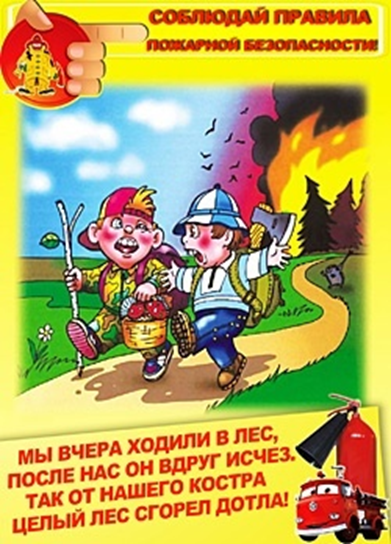 СОБЛЮДАЙ ПРАВИЛА
ПОЖАРНОЙ БЕЗОПАСНОСТИ!
МЫ ВЧЕРА ХОДИЛИ В ЛЕС,
ПОСЛЕ НАС ОН ВДРУГ ИСЧЕЗ.
ТАК ОТ НАШЕГО КОСТРА
ЦЕЛЫЙ ЛЕС СГОРЕЛ ДОТЛА!